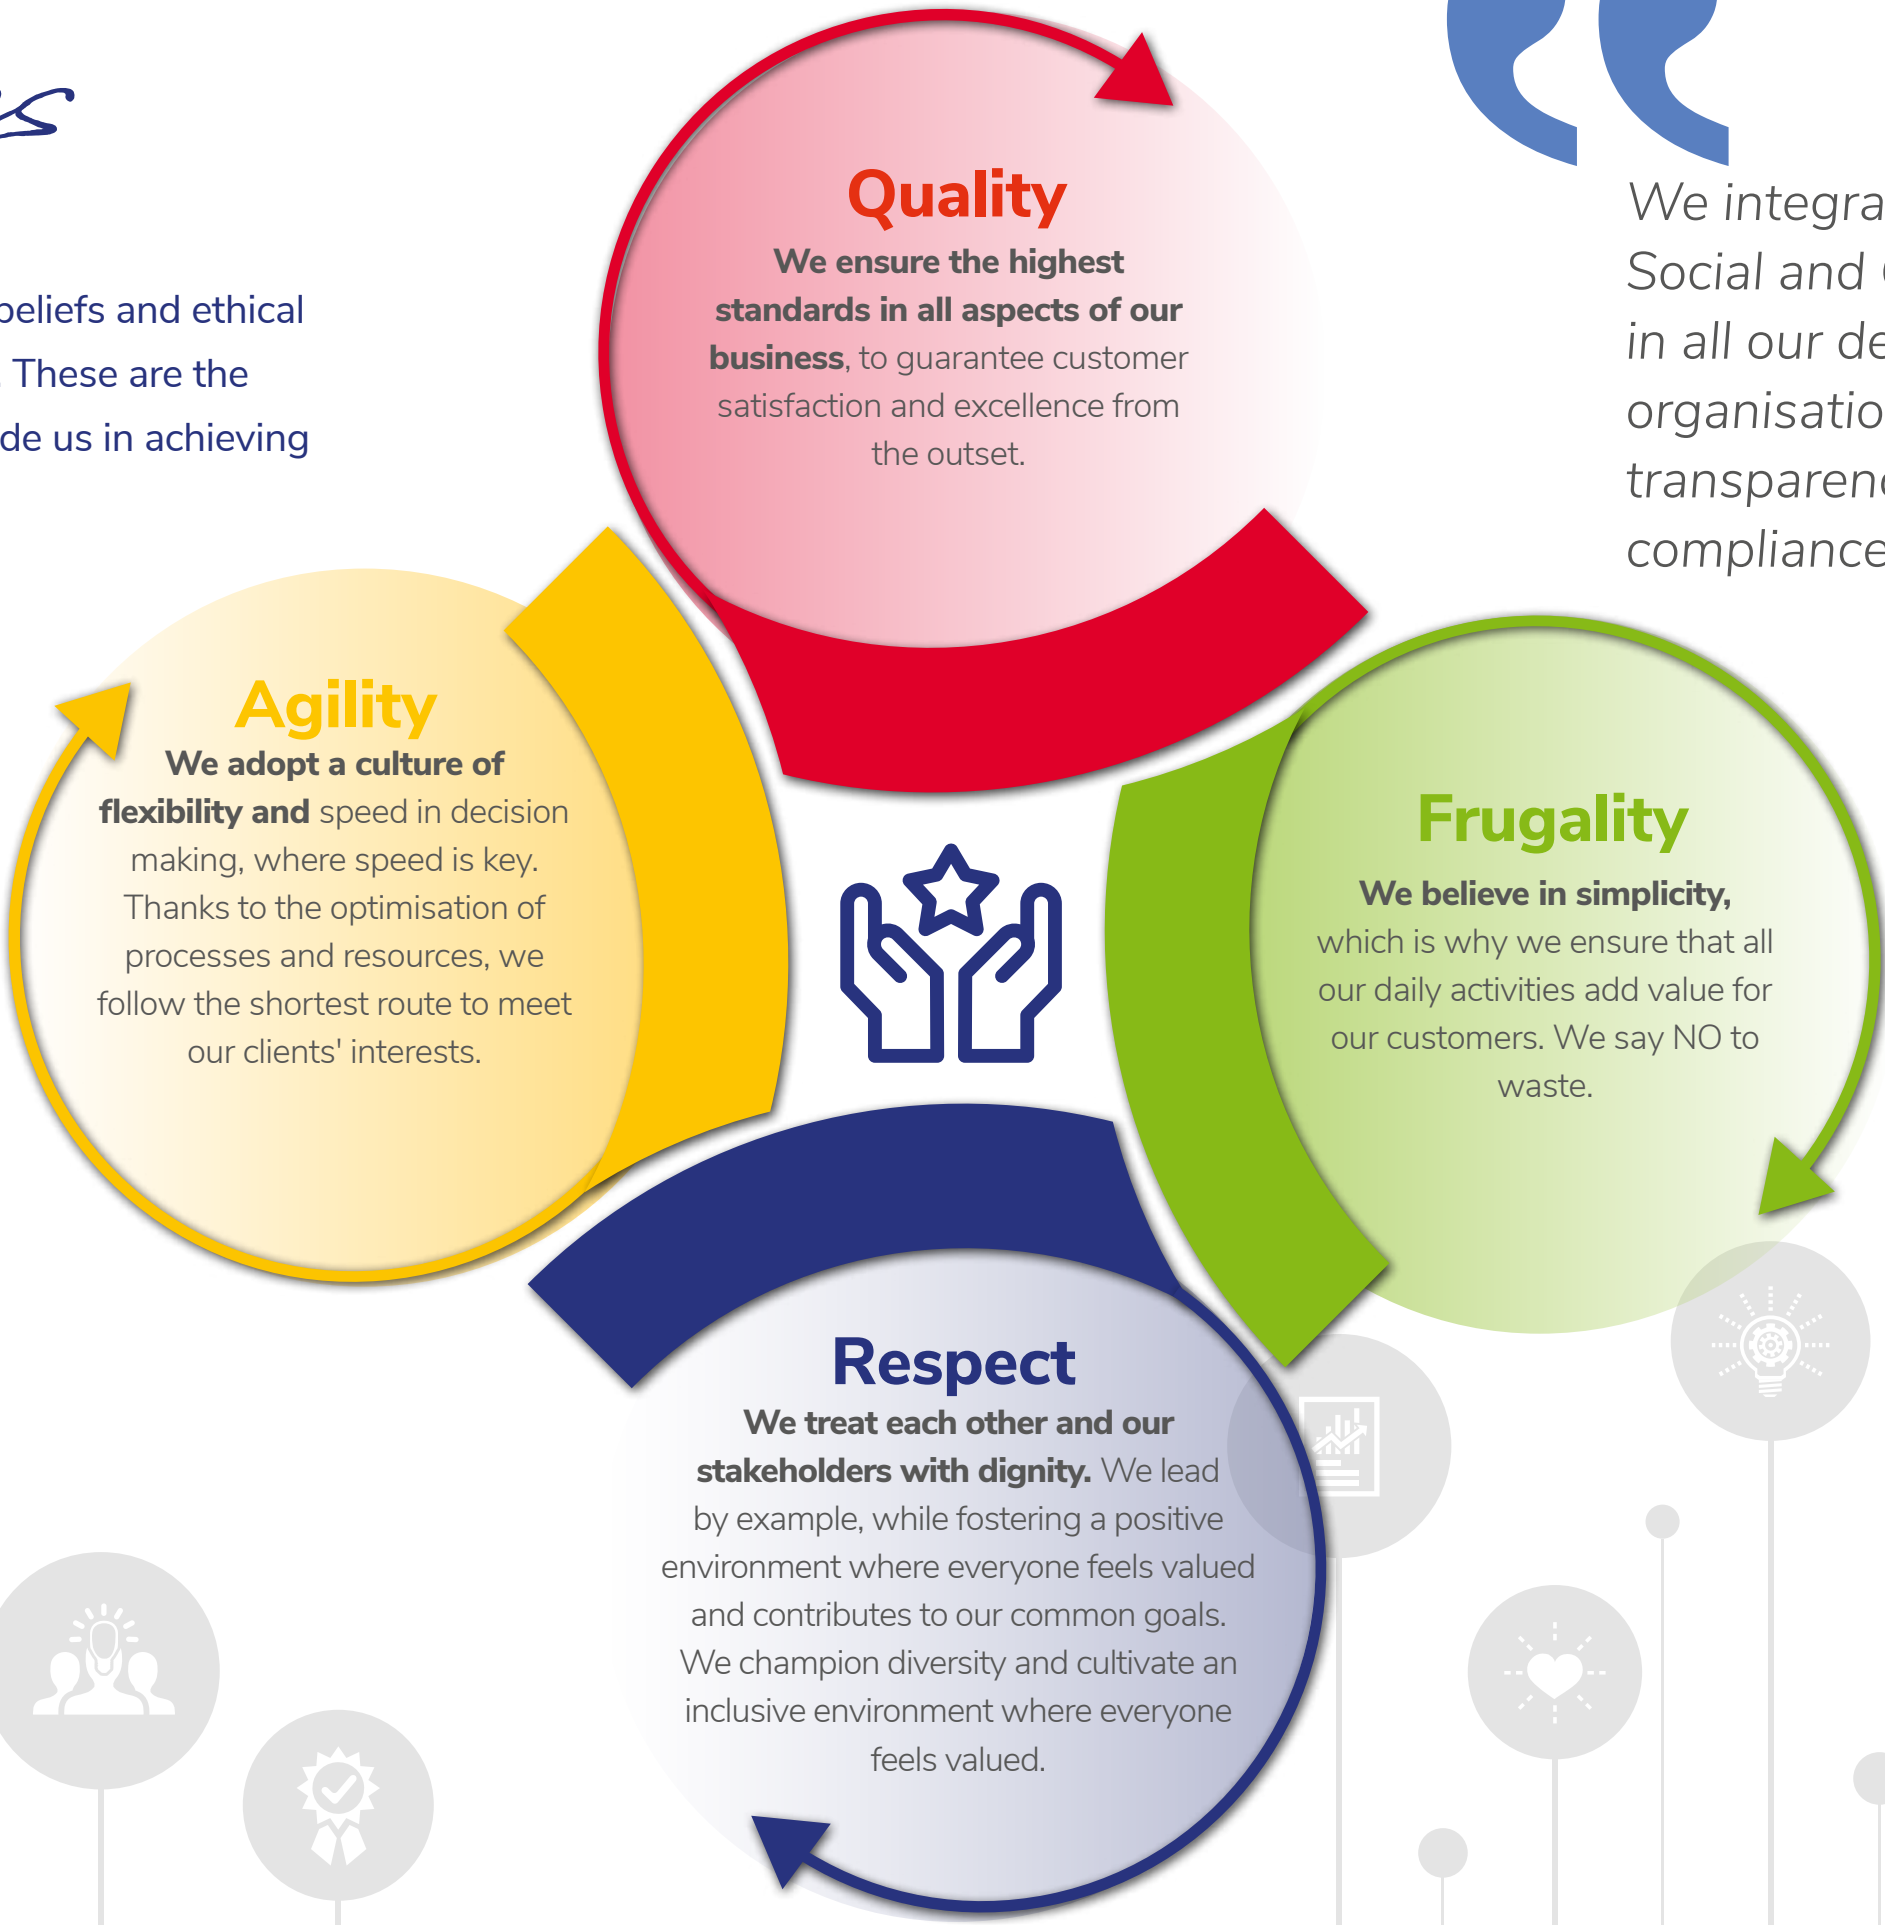 beliefs and ethical
These are the
us in achieving
Quality
We ensure the highest
standards in all aspects of our
business, to guarantee customer
satisfaction and excellence from
the outset.
We
Social and
in all our
Agility
We adopt a culture of
flexibility and speed in decision
making, where speed is key.
Thanks to the optimisation of
processes and resources, we
follow the shortest route to meet
our clients' interests.
Frugality
We believe in simplicity,
which is why we ensure that all
our daily activities add value for
our customers. We say NO to
waste.
Respect
We treat each other and our
stakeholders with dignity. We lead
by example, while fostering a positive
environment where everyone feels valued
and contributes to our common goals.
We champion diversity and cultivate an
inclusive environment where everyone
feels valued.